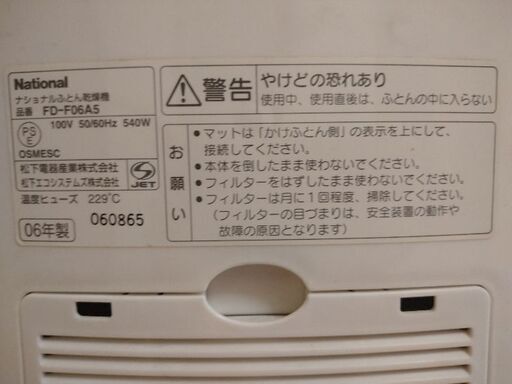 National
ナショナルふとん乾燥機
品番 FD-F06A5
100V 50/60Hz 540W
PS
E
OSMESC
松下電器産業株式会社
松下エコシステムズ株式会社
JET
温度ヒューズ 229℃
06年製
060865
警告
やけどの恐れあり
使用中、使用直後は、ふとんの中に入らない
お願い
●マットは「かけふとん側」の表示を上にして、
接続してください。
●本体を倒したまま使わないでください。
●フィルターをはずしたまま使わないでください。
●フィルターは月に1回程度、掃除してください。
(フィルターの目づまりは、安全装置の動作や
故障の原因となります)